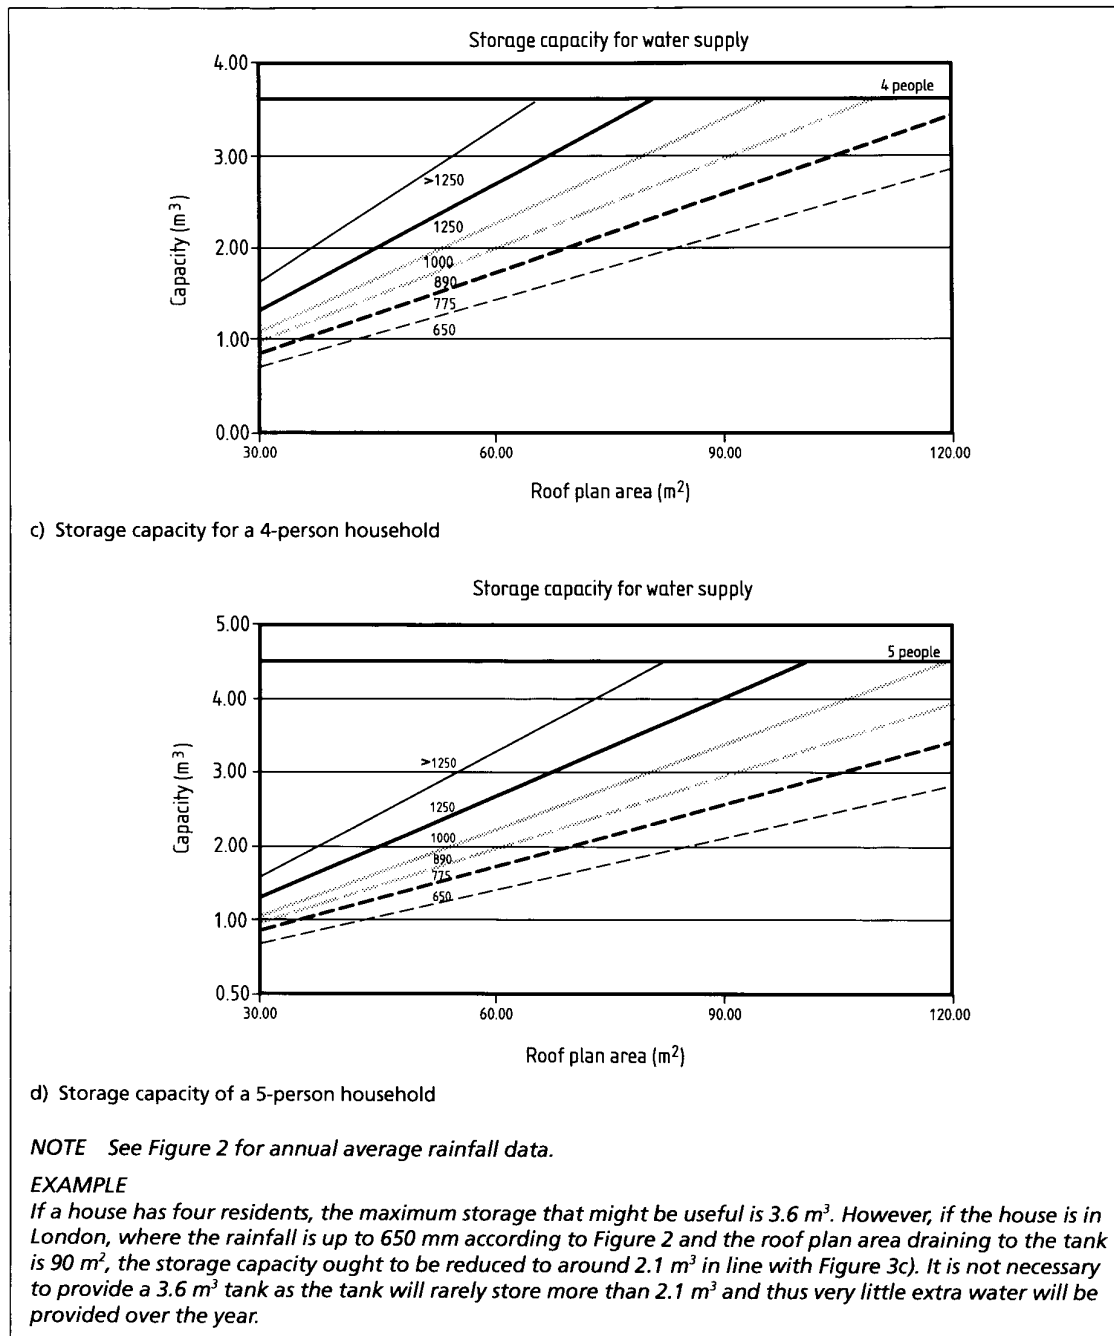 Storage capacity for water supply
4.00
4 people
3.00
>1250
Capacity (m³)
1250
2.00
1000
890
775
1.00
650
0.00
30.00 60.00 90.00 120.00
Roof plan area (m²)
c) Storage capacity for a 4-person household
Storage capacity for water supply
5.00
5 people
4.00
>1250
3.00
Capacity (m³)
1250
1000
2.00
890
775
650
1.00
0.50
30.00 60.00 90.00 120.00
Roof plan area (m²)
d) Storage capacity of a 5-person household
NOTE See Figure 2 for annual average rainfall data.
EXAMPLE
If a house has four residents, the maximum storage that might be useful is 3.6 m³. However, if the house is in
London, where the rainfall is up to 650 mm according to Figure 2 and the roof plan area draining to the tank
is 90 m², the storage capacity ought to be reduced to around 2.1 m³ in line with Figure 3c). It is not necessary
to provide a 3.6 m³ tank as the tank will rarely store more than 2.1 m³ and thus very little extra water will be
provided over the year.